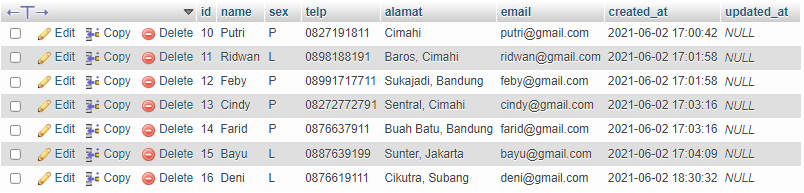 id name sex telp alamat email created_at updated_at
Edit Copy Delete 10 Putri P 0827191811 Cimahi putri@gmail.com 2021-06-02 17:00:42 NULL
Edit Copy Delete 11 Ridwan L 0898188191 Baros, Cimahi ridwan@gmail.com 2021-06-02 17:01:58 NULL
Edit Copy Delete 12 Feby P 08991717711 Sukajadi, Bandung feby@gmail.com 2021-06-02 17:01:58 NULL
Edit Copy Delete 13 Cindy P 08272772791 Sentral, Cimahi cindy@gmail.com 2021-06-02 17:03:16 NULL
Edit Copy Delete 14 Farid P 0876637911 Buah Batu, Bandung farid@gmail.com 2021-06-02 17:03:16 NULL
Edit Copy Delete 15 Bayu L 0887639199 Sunter, Jakarta bayu@gmail.com 2021-06-02 17:04:09 NULL
Edit Copy Delete 16 Deni L 0876619111 Cikutra, Subang deni@gmail.com 2021-06-02 18:30:32 NULL